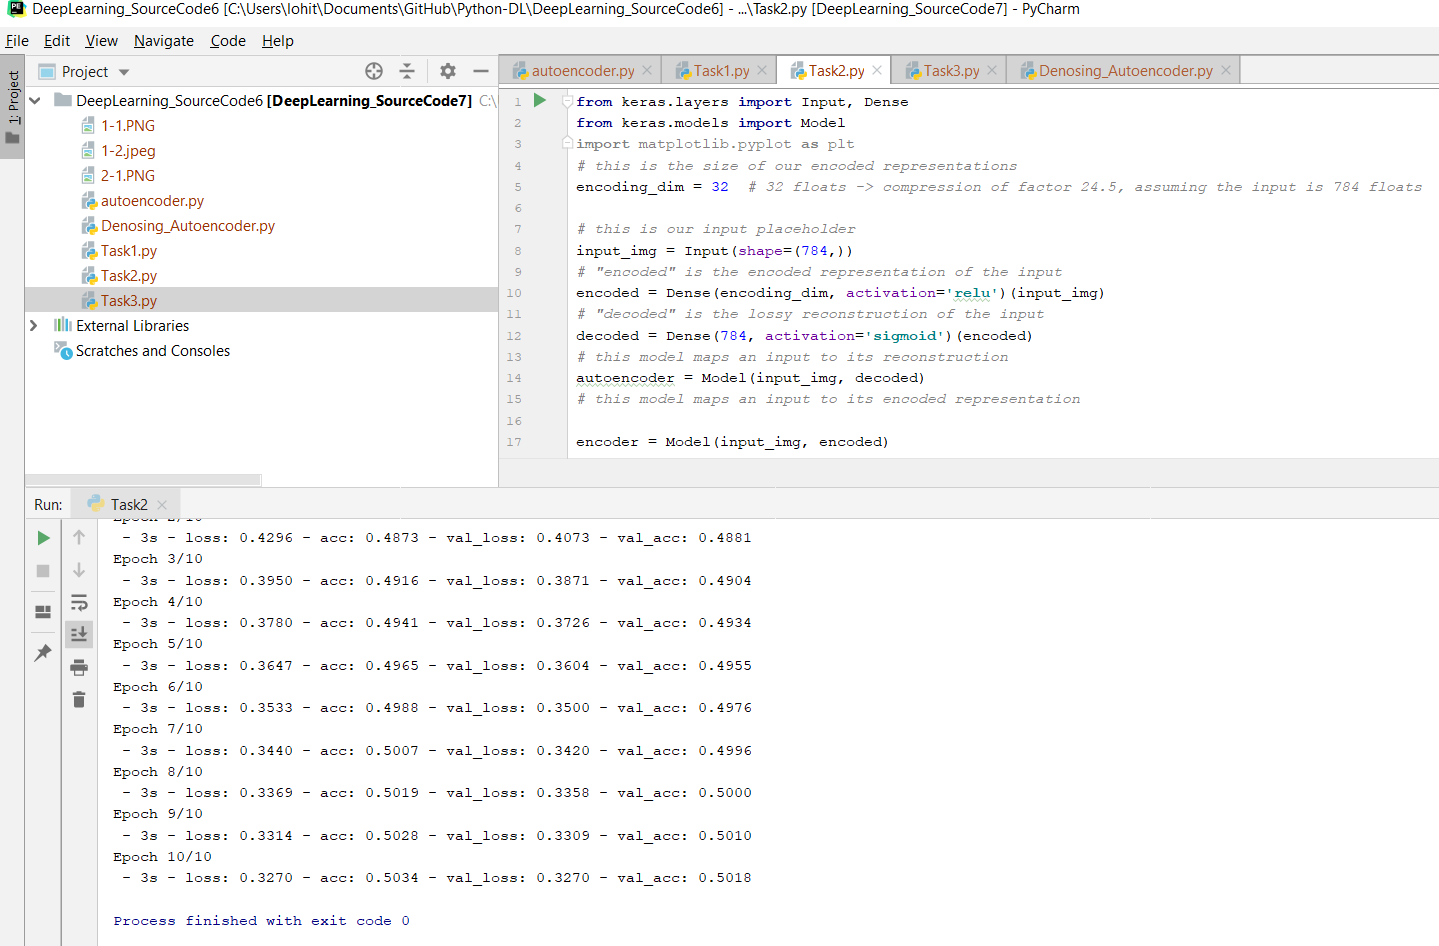 DeepLearning_SourceCode6 [C:\Users\lohit\Documents\GitHub\Python-DL\DeepLearning_SourceCode6] - ...\Task2.py [DeepLearning_SourceCode7] - PyCharm
File Edit View Navigate Code Help
1: Project
Project
autoencoder.py Task1.py Task2.py Task3.py Denosing_Autoencoder.py
DeepLearning_SourceCode6 [DeepLearning_SourceCode7] C:\
1-1.PNG
1-2.jpeg
2-1.PNG
autoencoder.py
Denosing_Autoencoder.py
Task1.py
Task2.py
Task3.py
External Libraries
Scratches and Consoles
1 from keras.layers import Input, Dense
2 from keras.models import Model
3 import matplotlib.pyplot as plt
4 # this is the size of our encoded representations
5 encoding_dim = 32  # 32 floats -> compression of factor 24.5, assuming the input is 784 floats
6
7 # this is our input placeholder
8 input_img = Input(shape=(784,))
9 # "encoded" is the encoded representation of the input
10 encoded = Dense(encoding_dim, activation='relu')(input_img)
11 # "decoded" is the lossy reconstruction of the input
12 decoded = Dense(784, activation='sigmoid')(encoded)
13 # this model maps an input to its reconstruction
14 autoencoder = Model(input_img, decoded)
15 # this model maps an input to its encoded representation
16
17 encoder = Model(input_img, encoded)
Run: Task2
Epoch 2/10
 - 3s - loss: 0.4296 - acc: 0.4873 - val_loss: 0.4073 - val_acc: 0.4881
Epoch 3/10
 - 3s - loss: 0.3950 - acc: 0.4916 - val_loss: 0.3871 - val_acc: 0.4904
Epoch 4/10
 - 3s - loss: 0.3780 - acc: 0.4941 - val_loss: 0.3726 - val_acc: 0.4934
Epoch 5/10
 - 3s - loss: 0.3647 - acc: 0.4965 - val_loss: 0.3604 - val_acc: 0.4955
Epoch 6/10
 - 3s - loss: 0.3533 - acc: 0.4988 - val_loss: 0.3500 - val_acc: 0.4976
Epoch 7/10
 - 3s - loss: 0.3440 - acc: 0.5007 - val_loss: 0.3420 - val_acc: 0.4996
Epoch 8/10
 - 3s - loss: 0.3369 - acc: 0.5019 - val_loss: 0.3358 - val_acc: 0.5000
Epoch 9/10
 - 3s - loss: 0.3314 - acc: 0.5028 - val_loss: 0.3309 - val_acc: 0.5010
Epoch 10/10
 - 3s - loss: 0.3270 - acc: 0.5034 - val_loss: 0.3270 - val_acc: 0.5018
Process finished with exit code 0